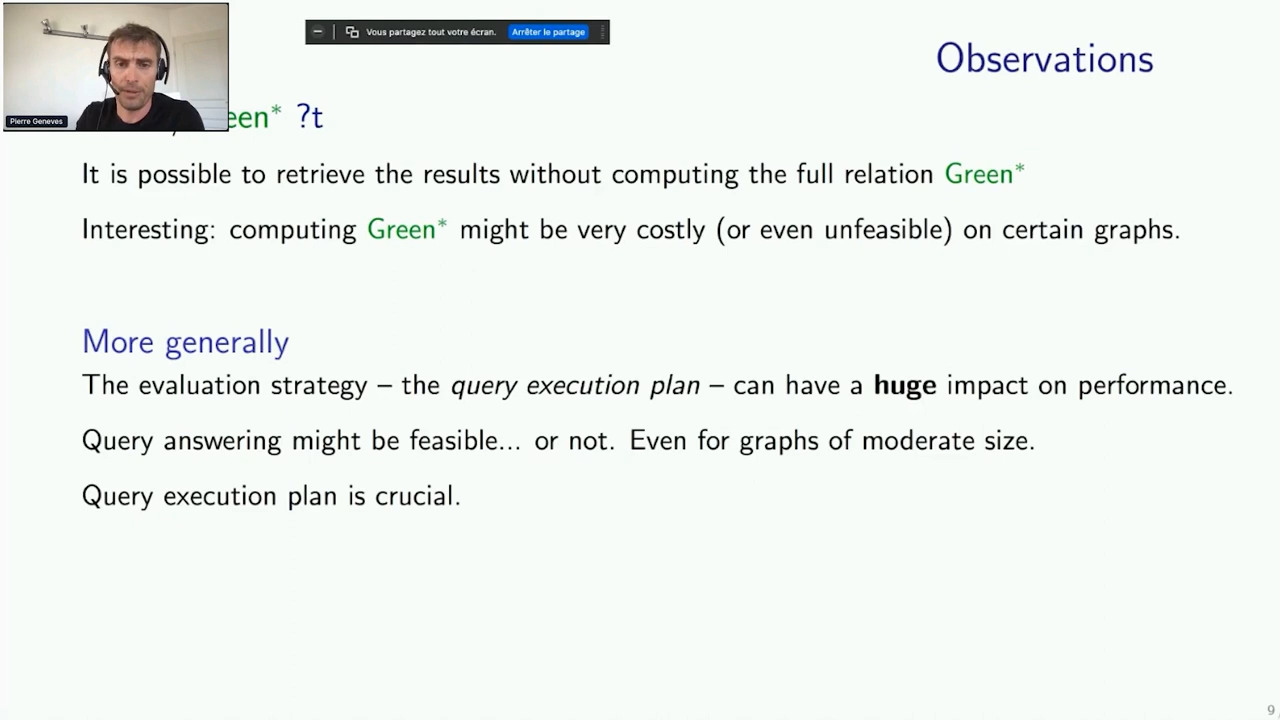 Vous partagez tout votre écran. Arrêter le partage
Observations
Pierre Geneves
een* ?t
It is possible to retrieve the results without computing the full relation Green*
Interesting: computing Green* might be very costly (or even unfeasible) on certain graphs.
More generally
The evaluation strategy – the query execution plan – can have a huge impact on performance.
Query answering might be feasible... or not. Even for graphs of moderate size.
Query execution plan is crucial.
9